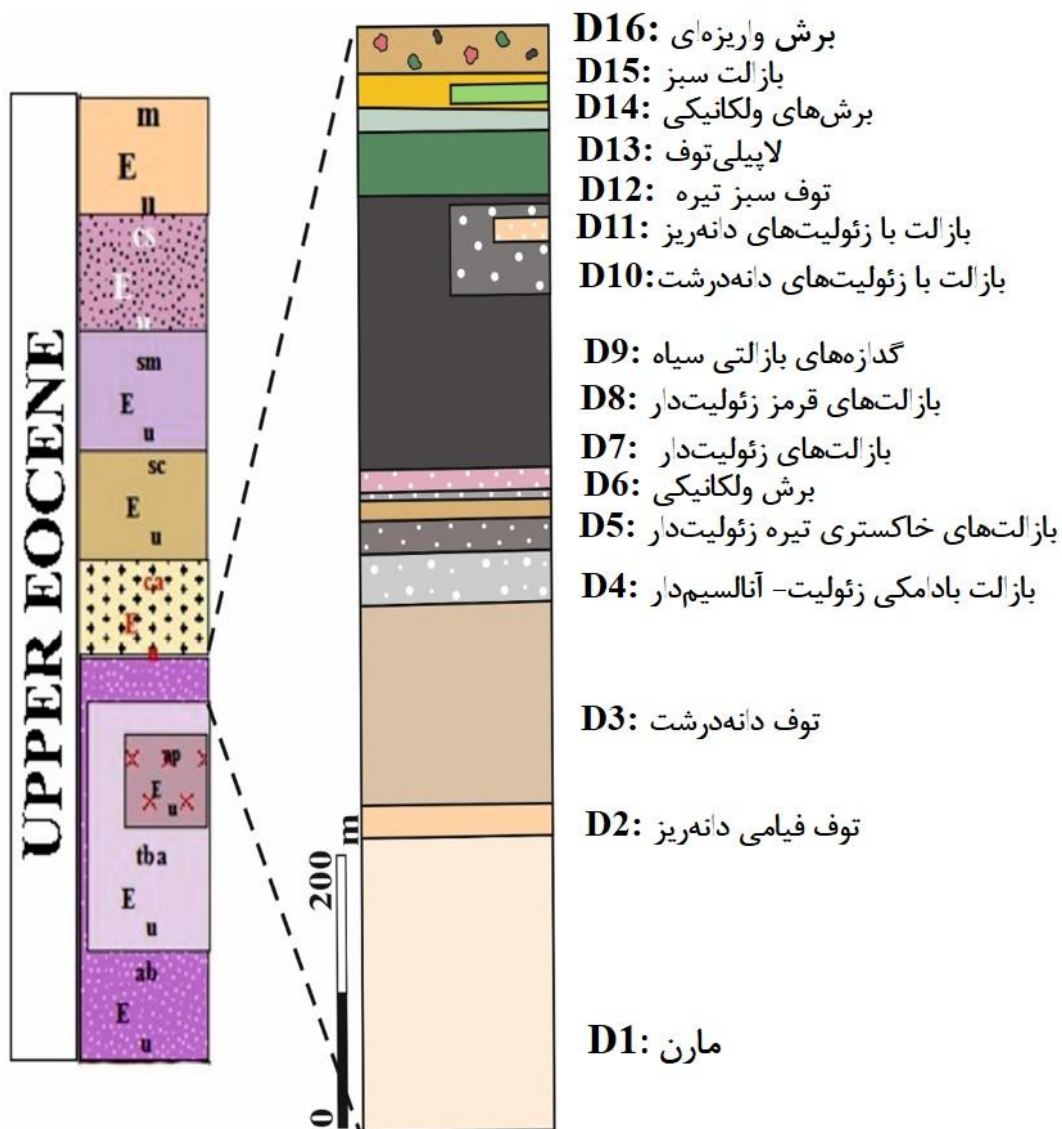 UPPER EOCENE
m
E
u
cs
E
u
sm
E
u
sc
E
u
ca
E
u
E
u
tba
E
u
ab
E
u
0
200
m
D16: برش واریزه‌ای
D15: بازالت سبز
D14: برش‌های ولکانیکی
D13: لاپیلی‌توف
D12: توف سبز تیره
D11: بازالت با زئولیت‌های دانه‌ریز
D10: بازالت با زئولیت‌های دانه‌درشت
D9: گدازه‌های بازالتی سیاه
D8: بازالت‌های قرمز زئولیت‌دار
D7: بازالت‌های زئولیت‌دار
D6: برش ولکانیکی
D5: بازالت‌های خاکستری تیره زئولیت‌دار
D4: بازالت بادامکی زئولیت- آنالسیم‌دار
D3: توف دانه‌درشت
D2: توف فیامی دانه‌ریز
D1: مارن